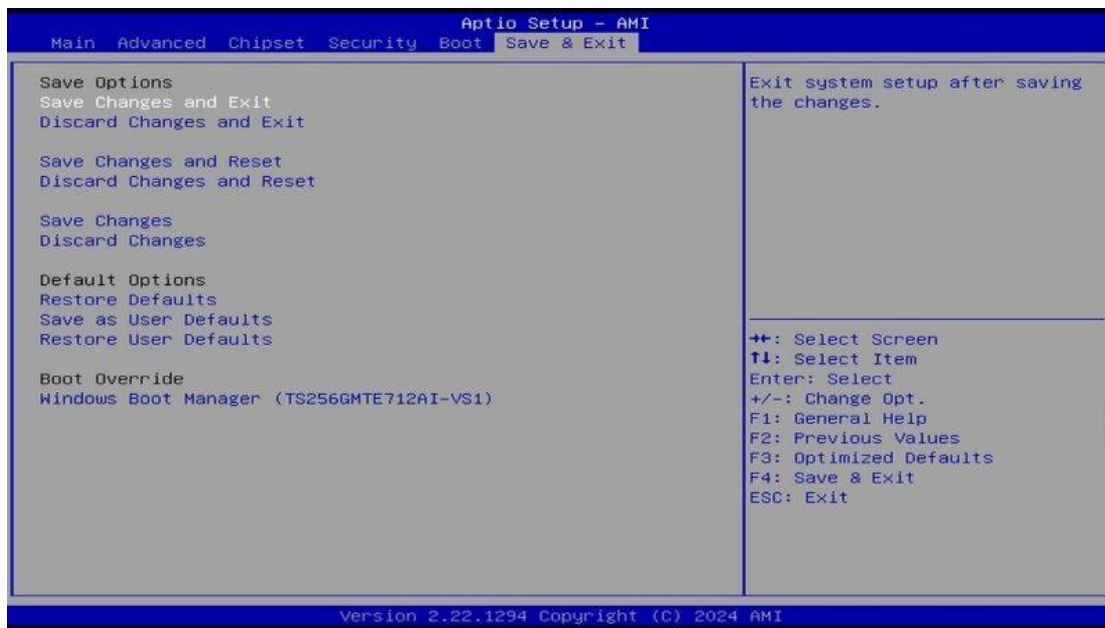 Aptio Setup – AMI
Main Advanced Chipset Security Boot Save & Exit
Save Options
Save Changes and Exit
Discard Changes and Exit
Save Changes and Reset
Discard Changes and Reset
Save Changes
Discard Changes
Default Options
Restore Defaults
Save as User Defaults
Restore User Defaults
Boot Override
Windows Boot Manager (TS256GMTE712AI-VS1)
Exit system setup after saving
the changes.
→←: Select Screen
↑↓: Select Item
Enter: Select
+/-: Change Opt.
F1: General Help
F2: Previous Values
F3: Optimized Defaults
F4: Save & Exit
ESC: Exit
Version 2.22.1294 Copyright (C) 2024 AMI